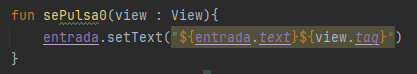 fun sePulsa0(view : View){
entrada.setText("${entrada.text}${view.tag}")
}